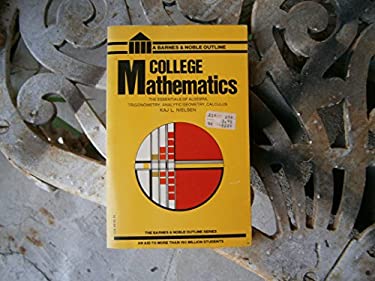 A BARNES & NOBLE OUTLINE
COLLEGE
Mathematics
THE ESSENTIALS OF ALGEBRA,
TRIGONOMETRY, ANALYTIC GEOMETRY, CALCULUS
KAJ L. NIELSEN
THE BARNES & NOBLE OUTLINE SERIES
AN AID TO MORE THAN 150 MILLION STUDENTS